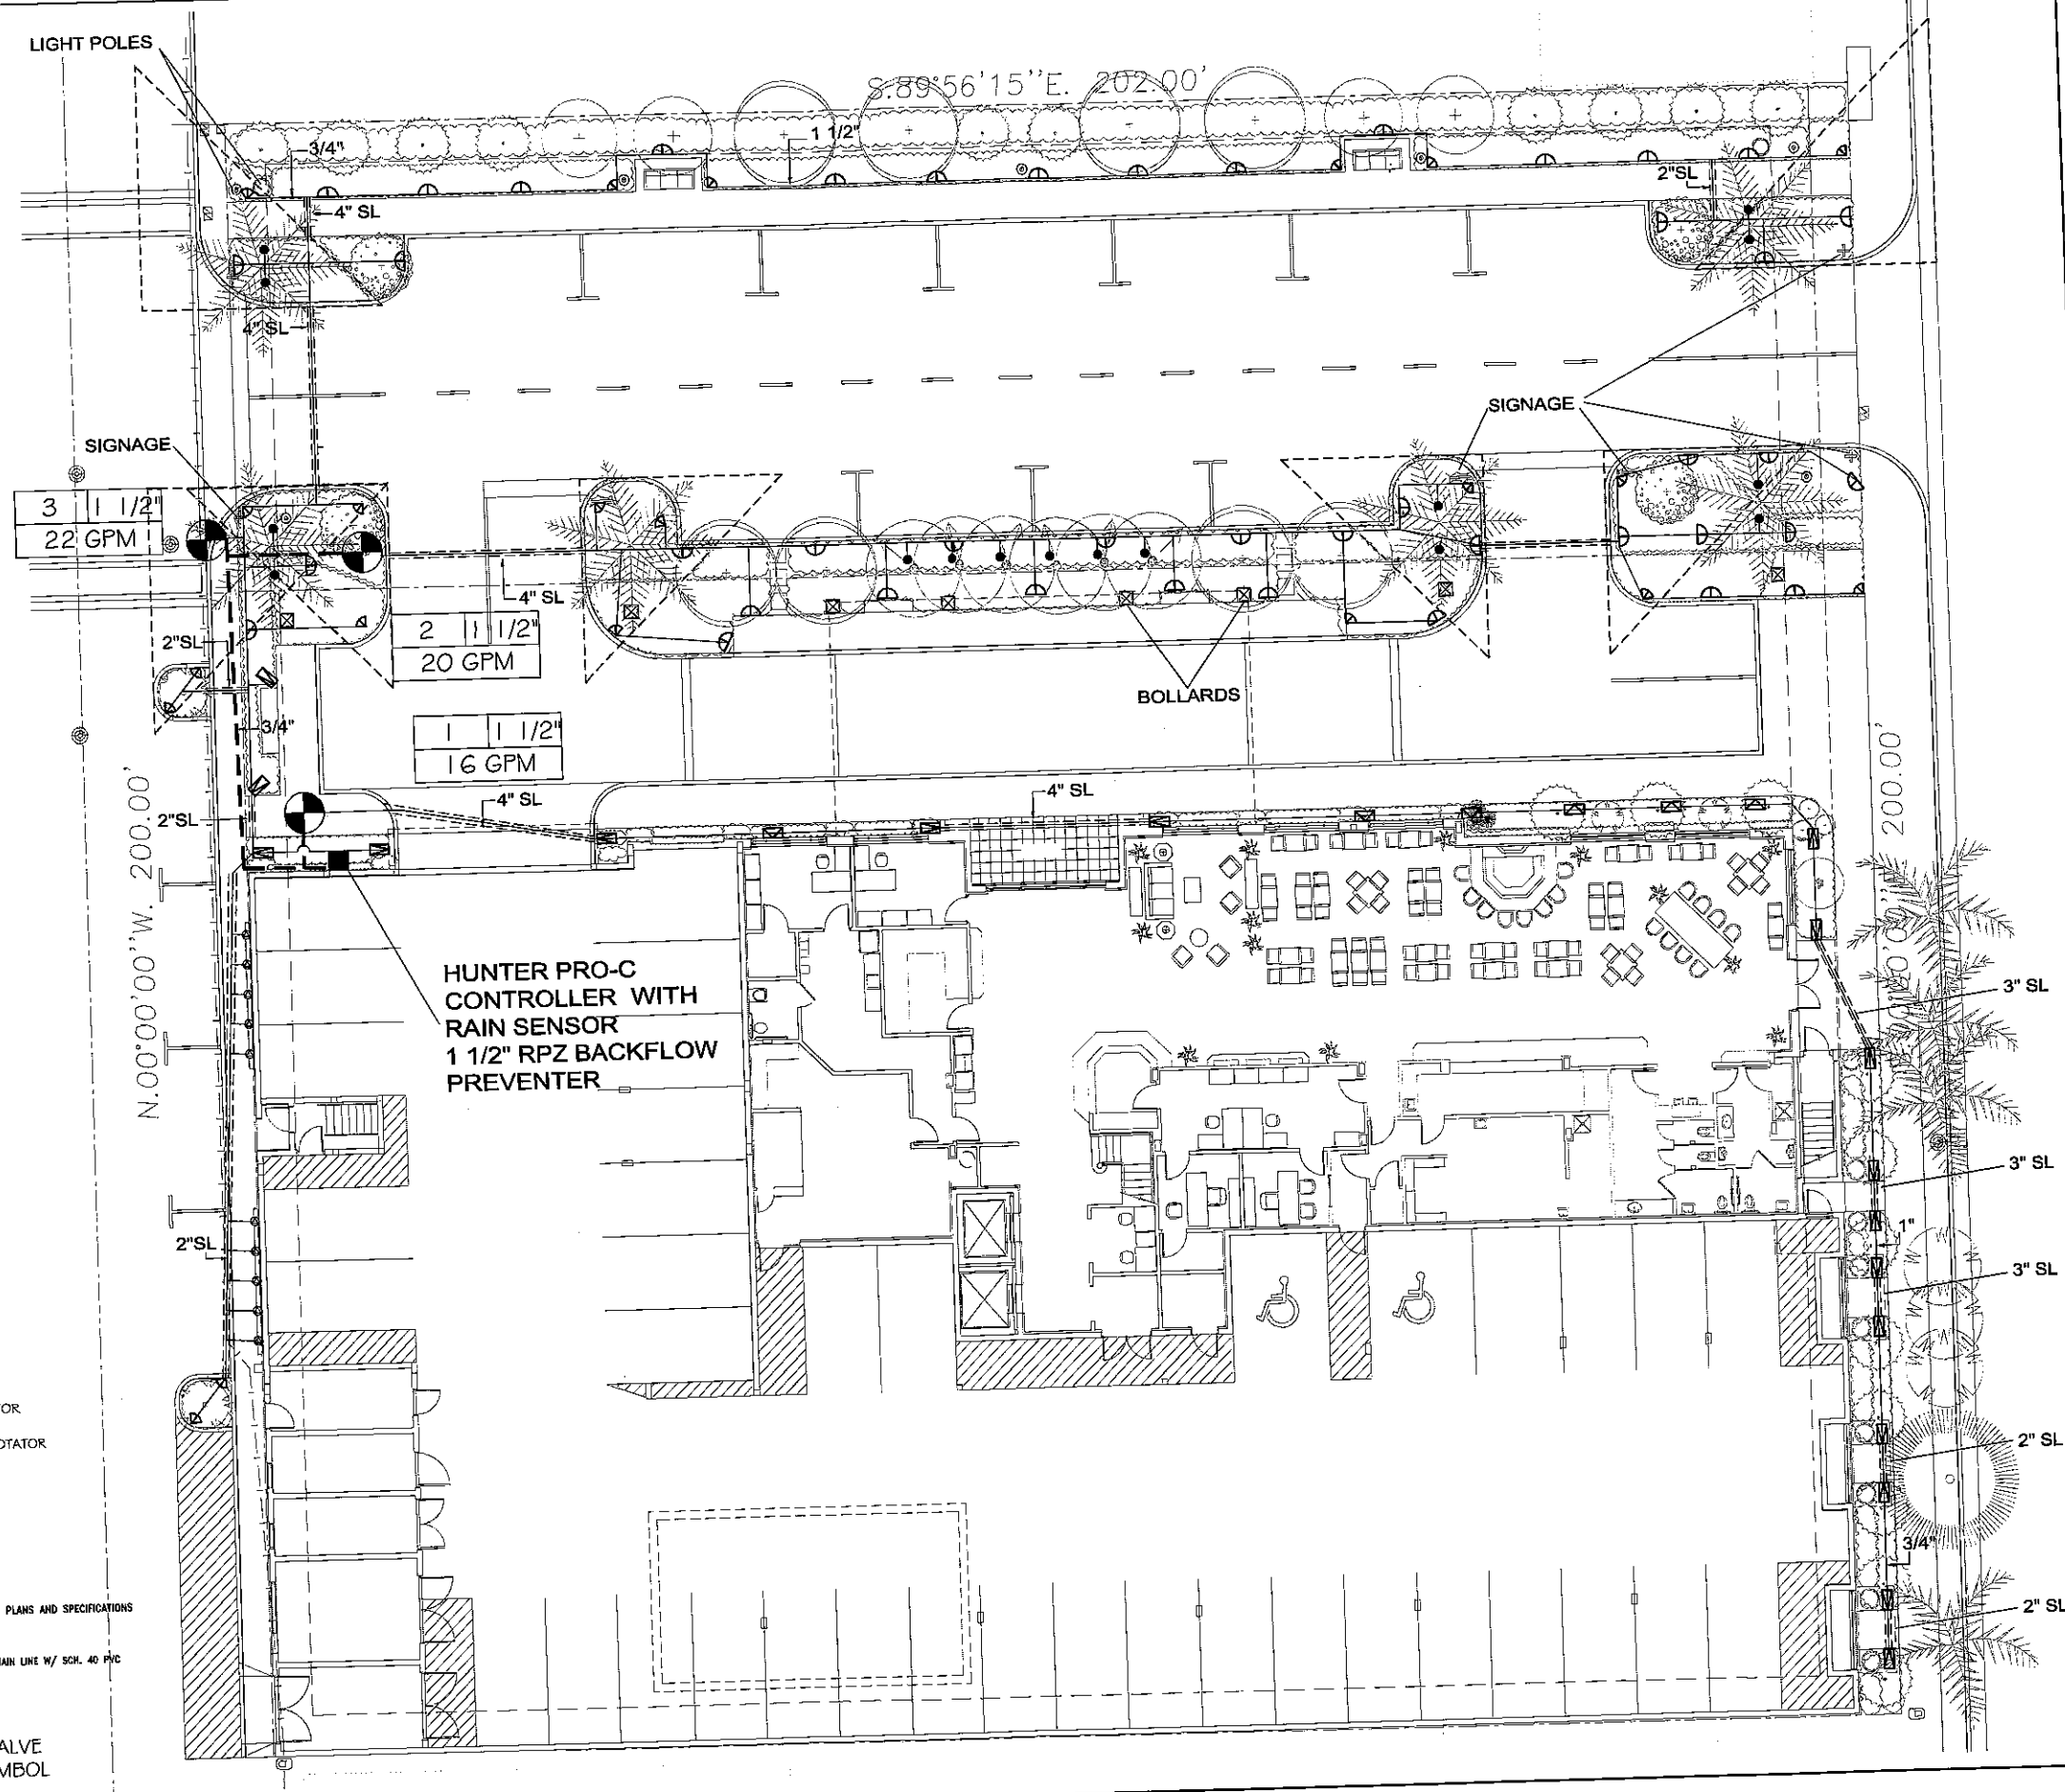 LIGHT POLES
S.89°56'15"E. 202.00'
3/4"
1 1/2"
2"SL
4" SL
4" SL
SIGNAGE
SIGNAGE
3 1 1/2"
22 GPM
4" SL
2 1 1/2"
20 GPM
2"SL
BOLLARDS
3/4"
1 1 1/2"
16 GPM
200.00'
N.00°00'00"W. 200.00'
2"SL
4" SL
4" SL
HUNTER PRO-C
CONTROLLER WITH
RAIN SENSOR
1 1/2" RPZ BACKFLOW
PREVENTER
3" SL
3" SL
1"
2"SL
3" SL
OR
OTATOR
2" SL
3/4"
PLANS AND SPECIFICATIONS
2" SL
AIN LINE W/ SCH. 40 PVC
ALVE
MBOL